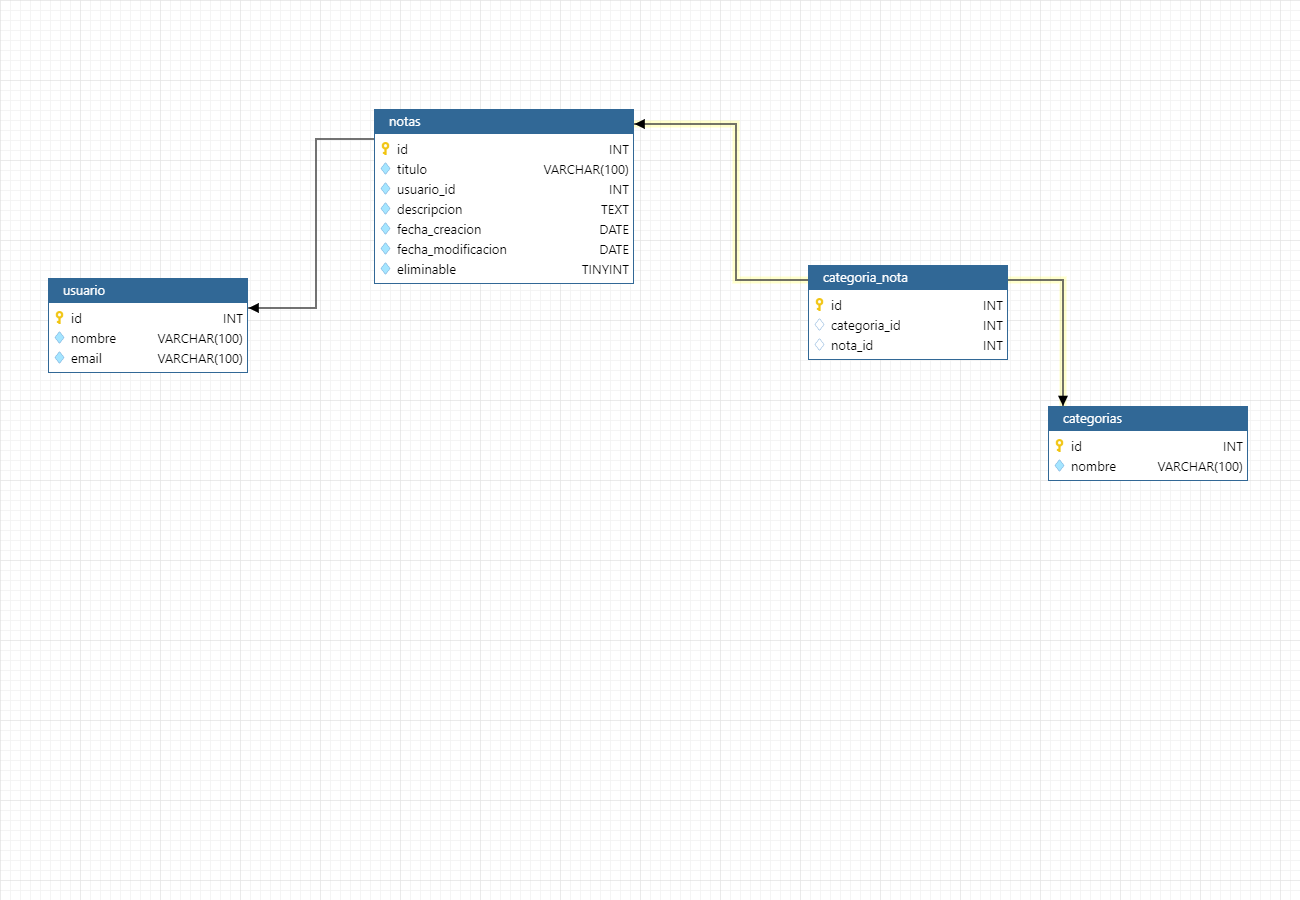 notas
id INT
titulo VARCHAR(100)
usuario_id INT
descripcion TEXT
fecha_creacion DATE
fecha_modificacion DATE
eliminable TINYINT
usuario
id INT
nombre VARCHAR(100)
email VARCHAR(100)
categoria_nota
id INT
categoria_id INT
nota_id INT
categorias
id INT
nombre VARCHAR(100)